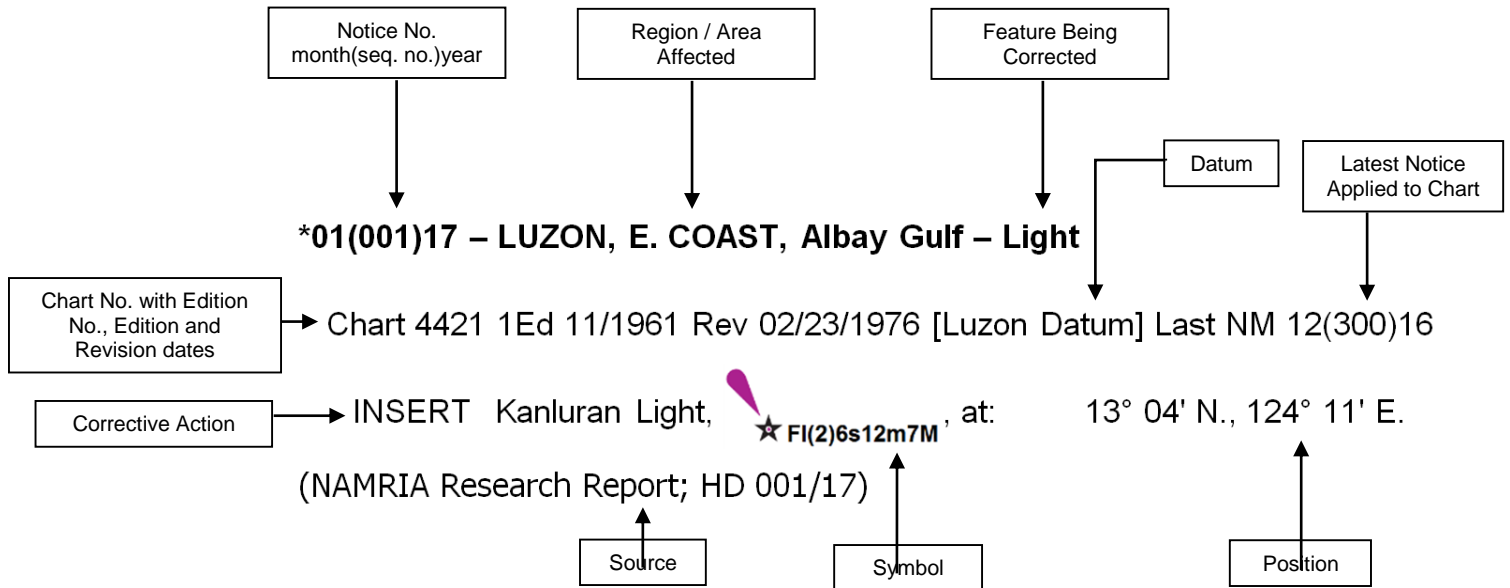 Notice No.
month(seq. no.)year
Region / Area
Affected
Feature Being
Corrected
Datum
Latest Notice
Applied to Chart
*01(001)17 – LUZON, E. COAST, Albay Gulf – Light
Chart No. with Edition
No., Edition and
Revision dates
Chart 4421 1Ed 11/1961 Rev 02/23/1976 [Luzon Datum] Last NM 12(300)16
Corrective Action
INSERT Kanluran Light, Fl(2)6s12m7M , at: 13° 04' N., 124° 11' E.
(NAMRIA Research Report; HD 001/17)
Source
Symbol
Position